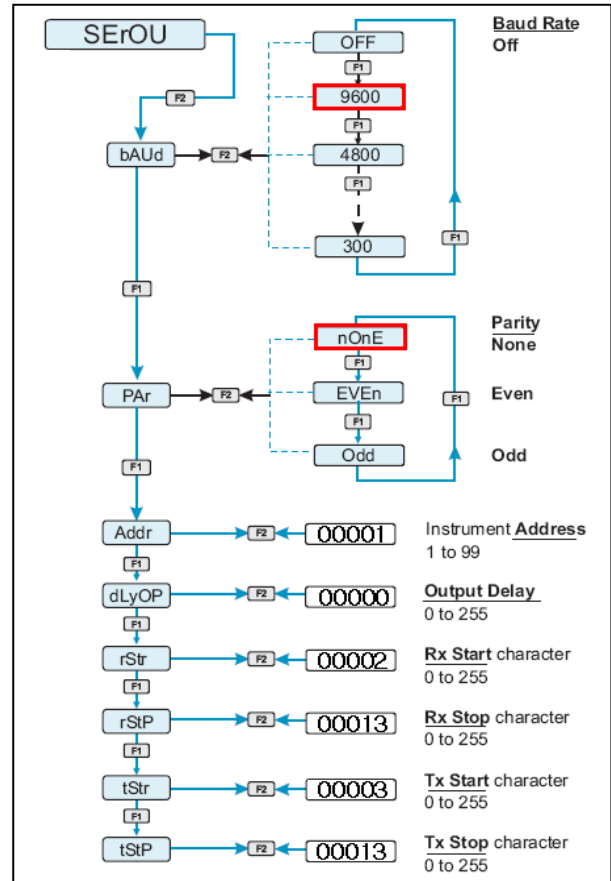 SErOU
Baud Rate
Off
OFF
F1
9600
F2
F1
bAUd
F2
4800
F1
F1
300
F1
Parity
None
nOnE
F1
PAr
F2
EVEn
F1
Even
F1
Odd
Odd
F1
Addr
F2
00001
Instrument Address
1 to 99
F1
dLyOP
F2
00000
Output Delay
0 to 255
F1
rStr
F2
00002
Rx Start character
0 to 255
F1
rStP
F2
00013
Rx Stop character
0 to 255
F1
tStr
F2
00003
Tx Start character
0 to 255
F1
tStP
F2
00013
Tx Stop character
0 to 255